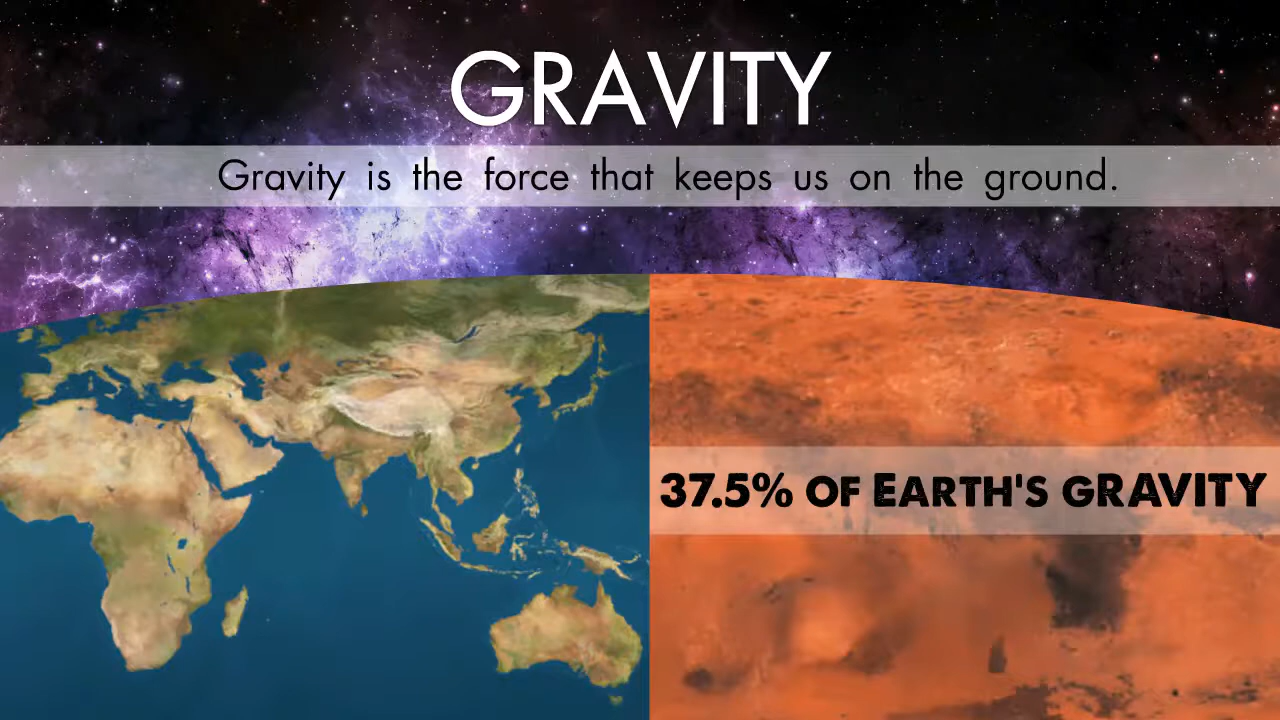 GRAVITY
Gravity is the force that keeps us on the ground.
37.5% OF EARTH'S GRAVITY